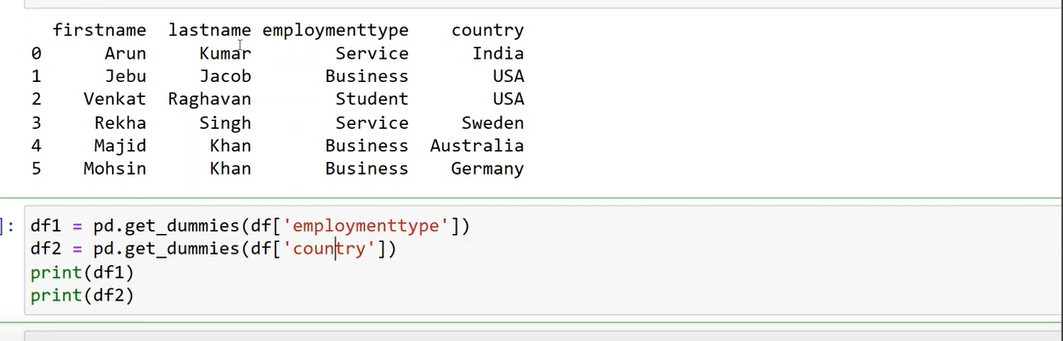 firstname lastname employmenttype country
0 Arun Kumar Service India
1 Jebu Jacob Business USA
2 Venkat Raghavan Student USA
3 Rekha Singh Service Sweden
4 Majid Khan Business Australia
5 Mohsin Khan Business Germany
]: df1 = pd.get_dummies(df['employmenttype'])
df2 = pd.get_dummies(df['country'])
print(df1)
print(df2)